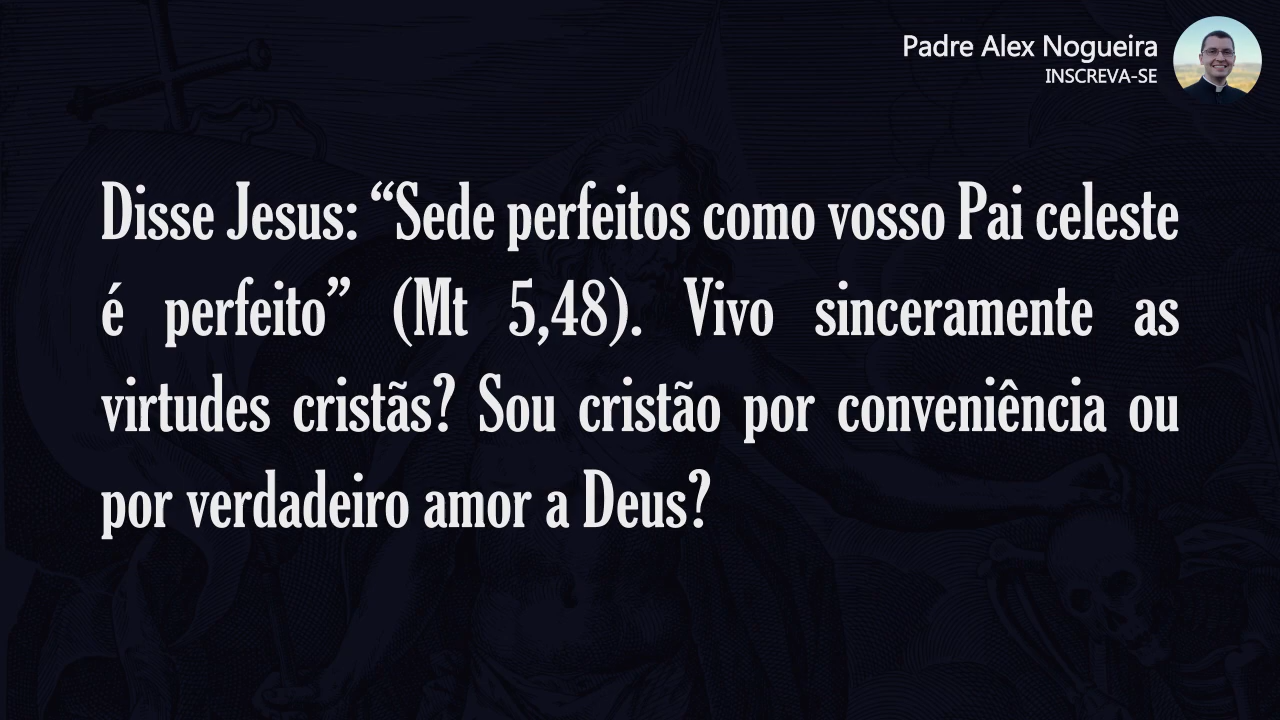 Padre Alex Nogueira
INSCREVA-SE
Disse Jesus: “Sede perfeitos como vosso Pai celeste
é perfeito” (Mt 5,48). Vivo sinceramente as
virtudes cristãs? Sou cristão por conveniência ou
por verdadeiro amor a Deus?